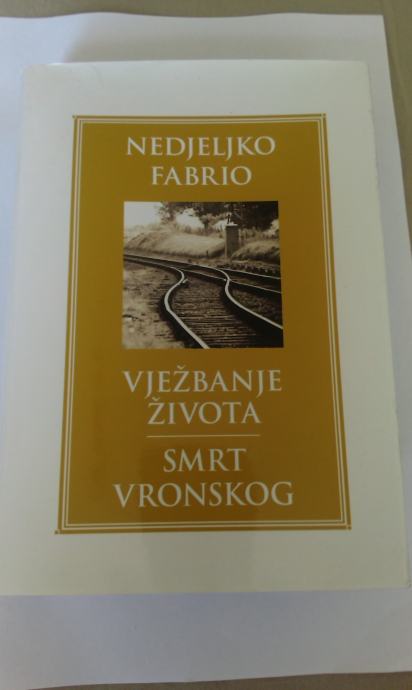 NEDJELJKO
FABRIO
VJEŽBANJE
ŽIVOTA
SMRT
VRONSKOG